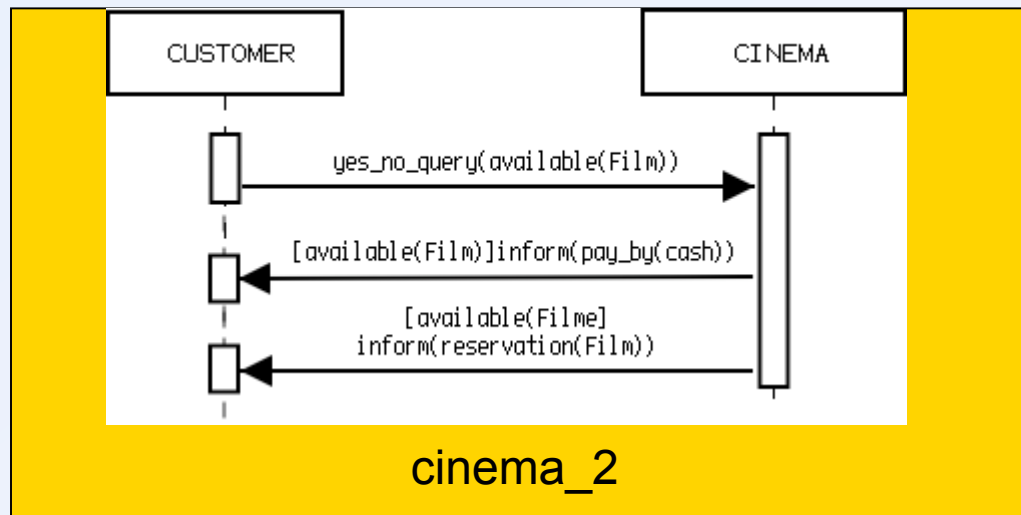 CUSTOMER
CINEMA
yes_no_query(available(Film))
[available(Film)]inform(pay_by(cash))
[available(Filme]
inform(reservation(Film))
cinema_2